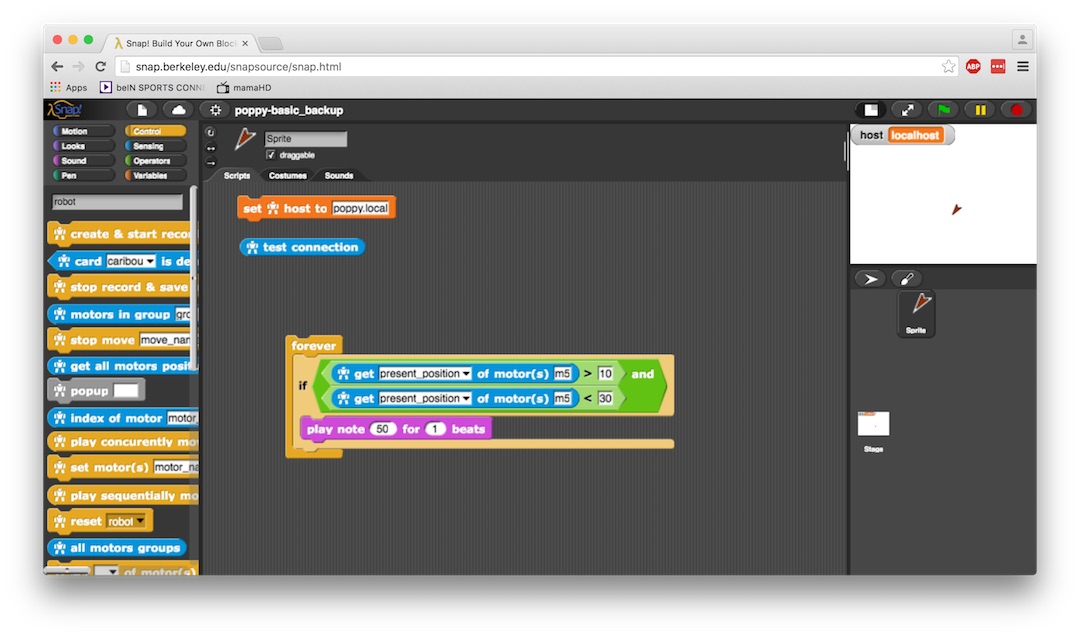 Snap! Build Your Own Bloc
snap.berkeley.edu/snapsource/snap.html
ABP
Apps
beIN SPORTS CONN
mamaHD
Snap!
poppy-basic_backup
Motion
Control
Looks
Sensing
Sound
Operators
Pen
Variables
robot
create & start reco
card caribou is de
stop record & save
motors in group gro
stop move move_nam
get all motors posit
popup
index of motor motor_
play concurently mo
set motor(s) motor_na
play sequentially mo
reset robot
all motors groups
of motor(s)
Sprite
draggable
Scripts Costumes Sounds
set host to poppy.local
test connection
forever
if get present_position of motor(s) m5 > 10 and
get present_position of motor(s) m5 < 30
play note 50 for 1 beats
host localhost
Sprite
Stage